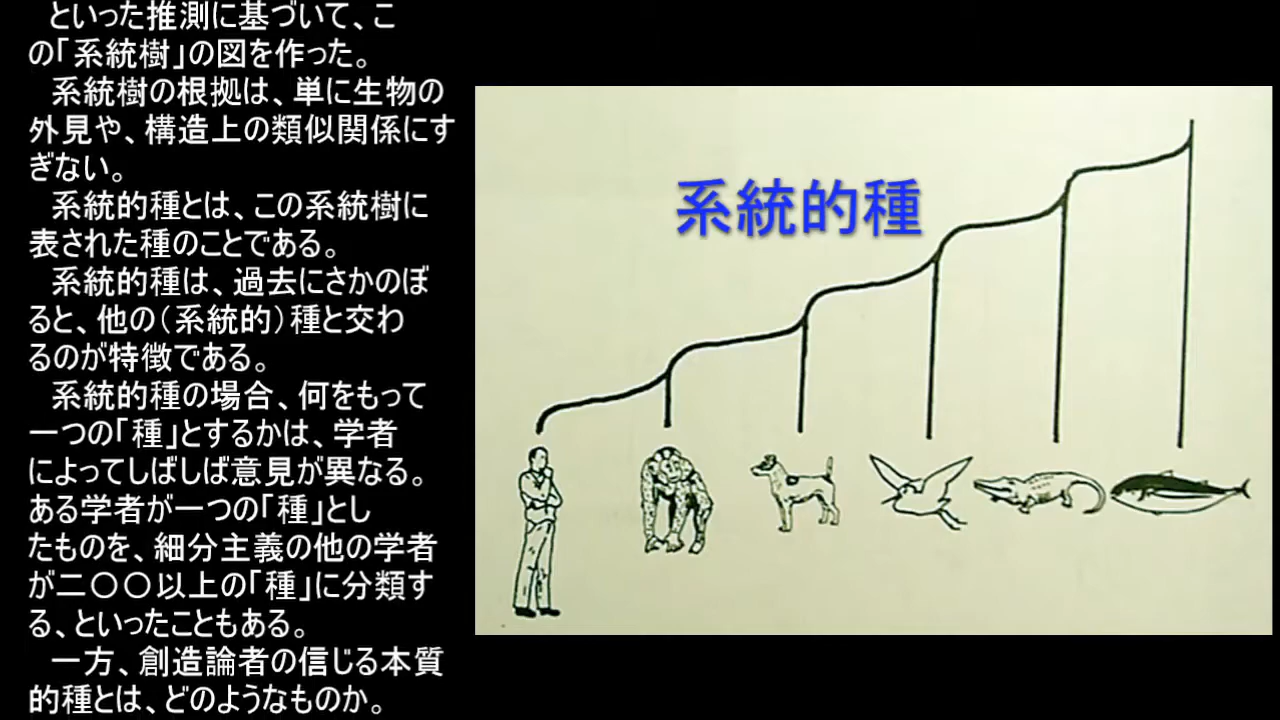 といった推測に基づいて、こ
の「系統樹」の図を作った。
系統樹の根拠は、単に生物の
外見や、構造上の類似関係にす
ぎない。
系統的種とは、この系統樹に
表された種のことである。
系統的種は、過去にさかのぼ
ると、他の(系統的)種と交わ
るのが特徴である。
系統的種の場合、何をもって
一つの「種」とするかは、学者
によってしばしば意見が異なる。
ある学者が一つの「種」とし
たものを、細分主義の他の学者
が二〇〇以上の「種」に分類す
る、といったこともある。
一方、創造論者の信じる本質
的種とは、どのようなものか。
系統的種